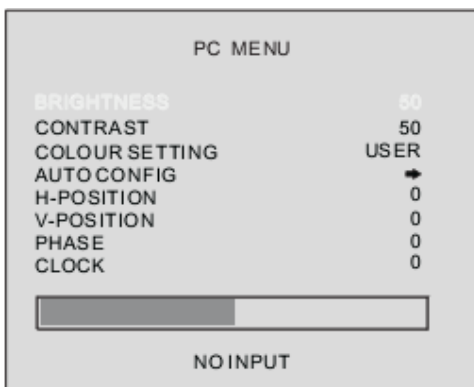 PC MENU
BRIGHTNESS 50
CONTRAST 50
COLOUR SETTING USER
AUTO CONFIG ➡
H-POSITION 0
V-POSITION 0
PHASE 0
CLOCK 0
NO INPUT